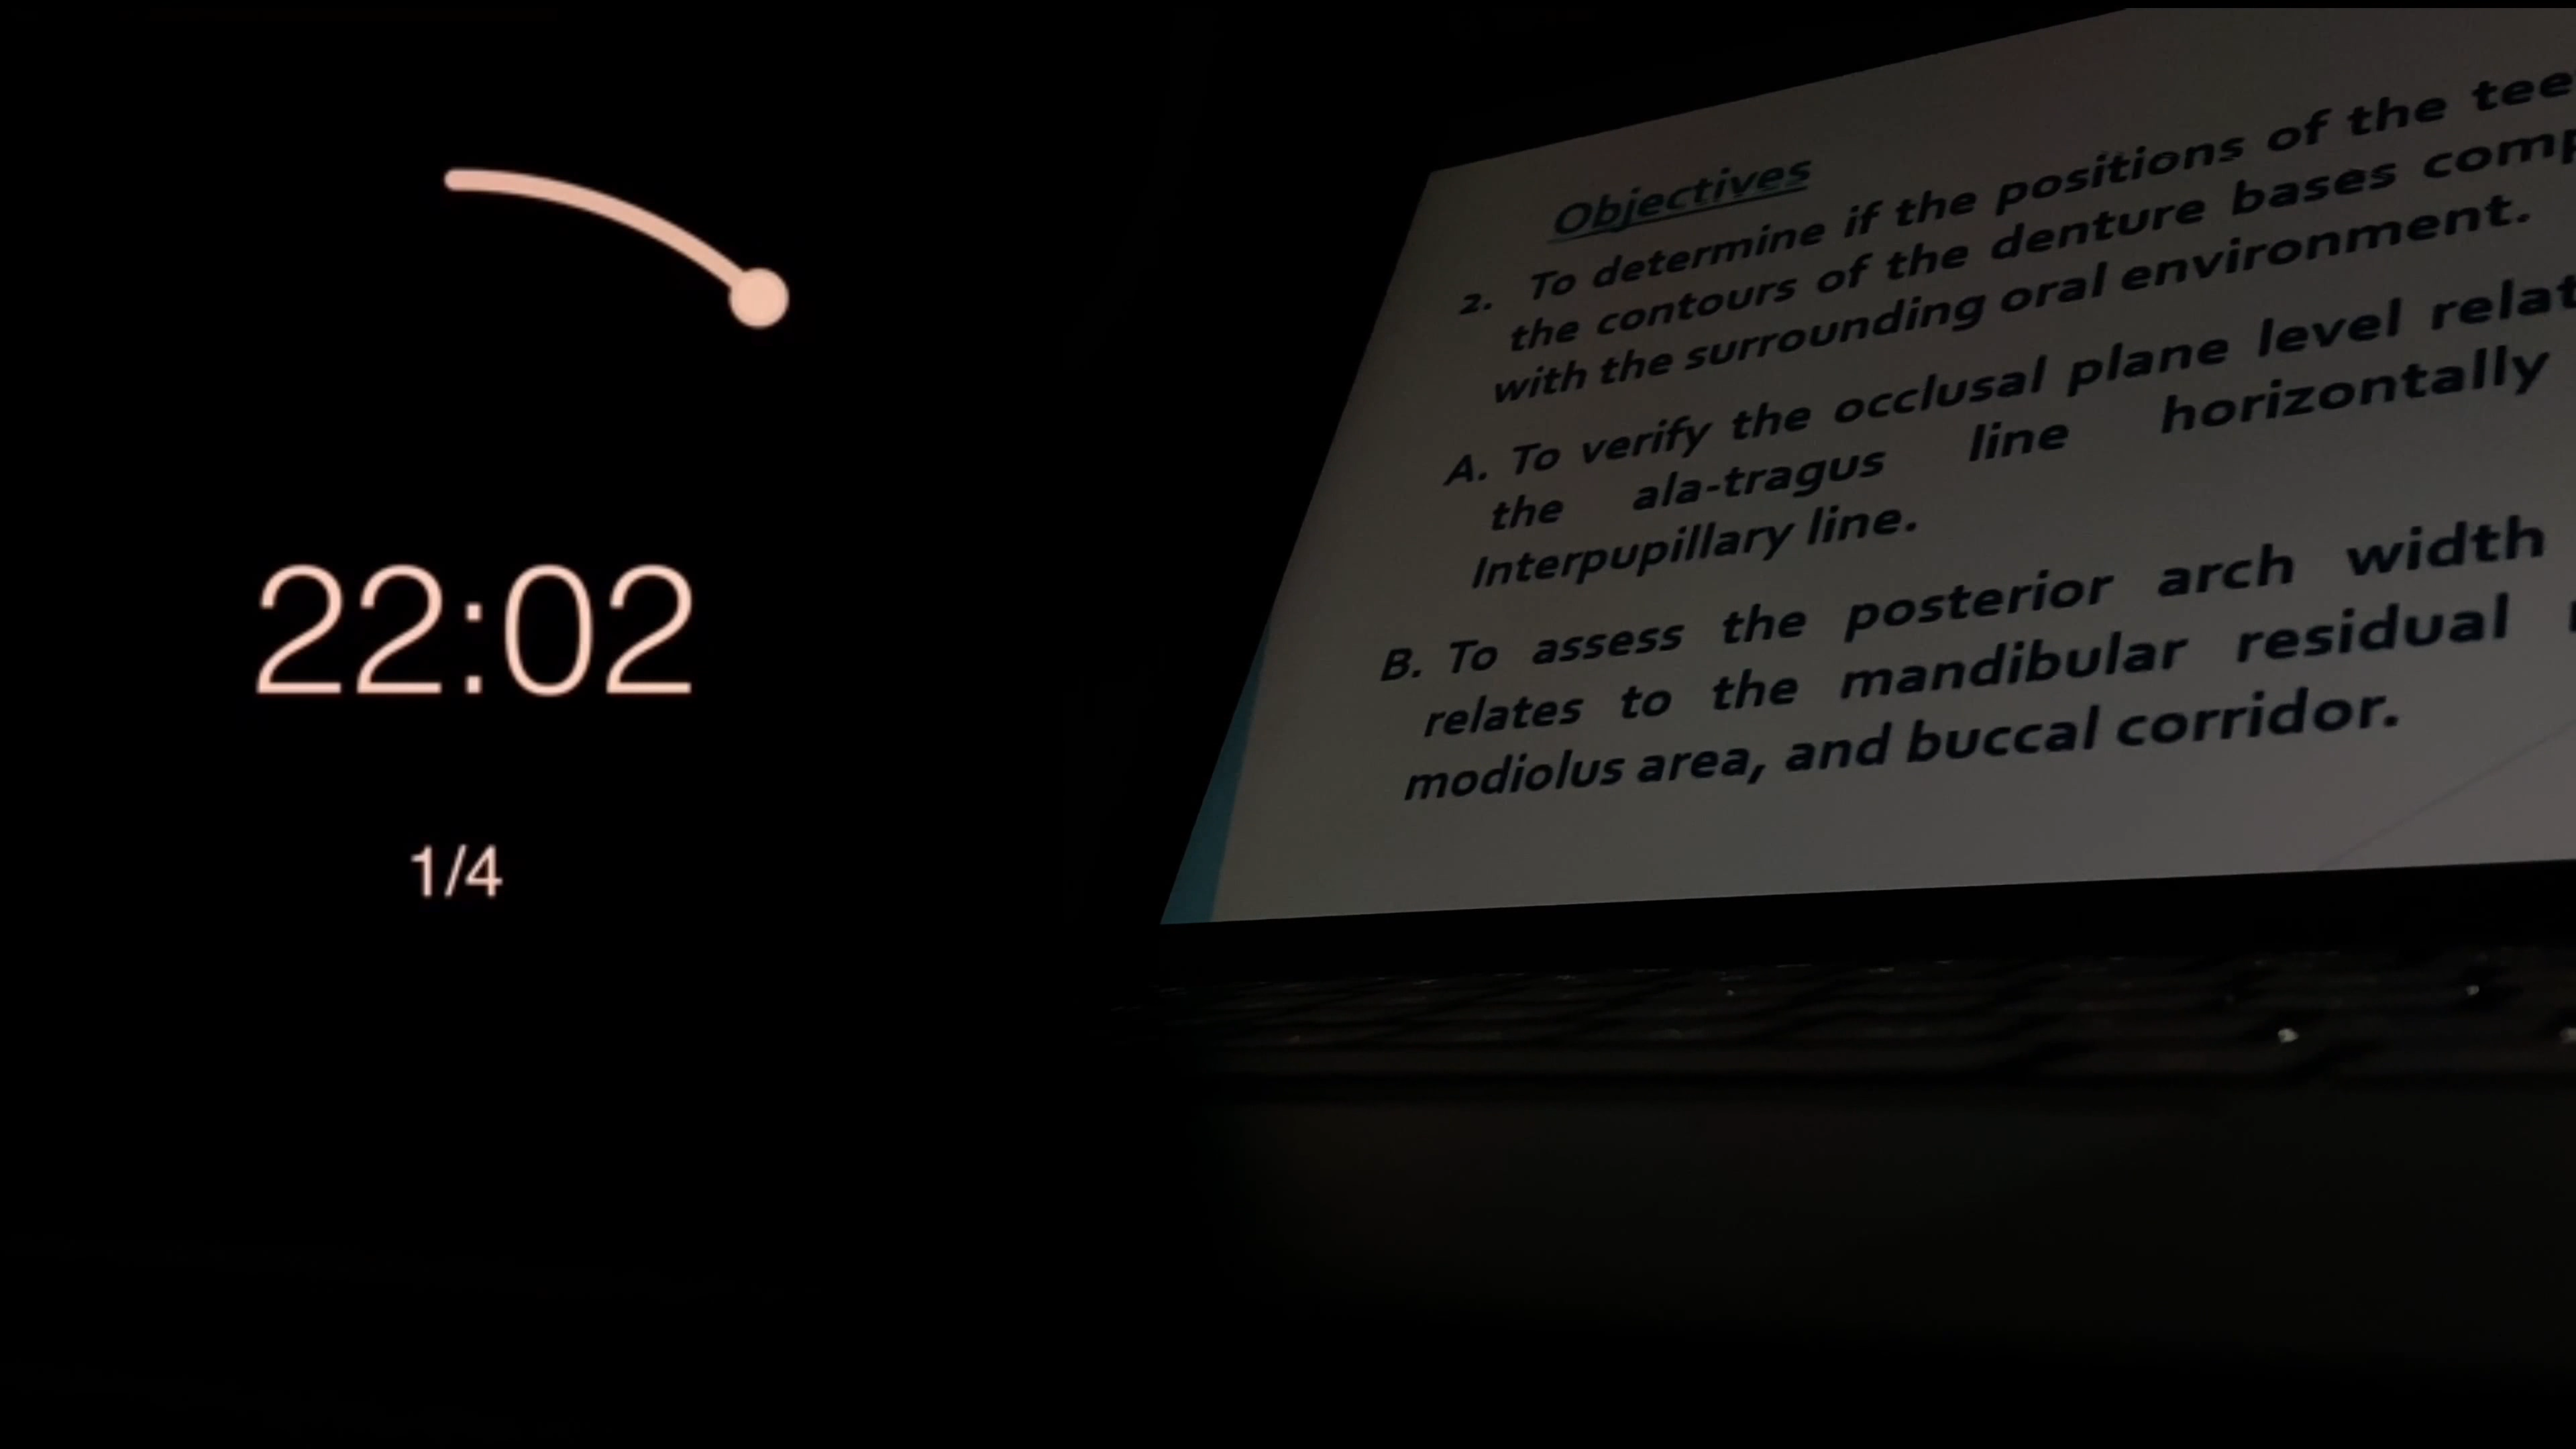 22:02
1/4
Objectives
2. To determine if the positions of the
the contours of the denture bases
with the surrounding oral environment.
A. To verify the occlusal plane level
the ala-tragus line horizontally
Interpupillary line.
B. To assess the posterior arch width
relates to the mandibular residual
modiolus area, and buccal corridor.